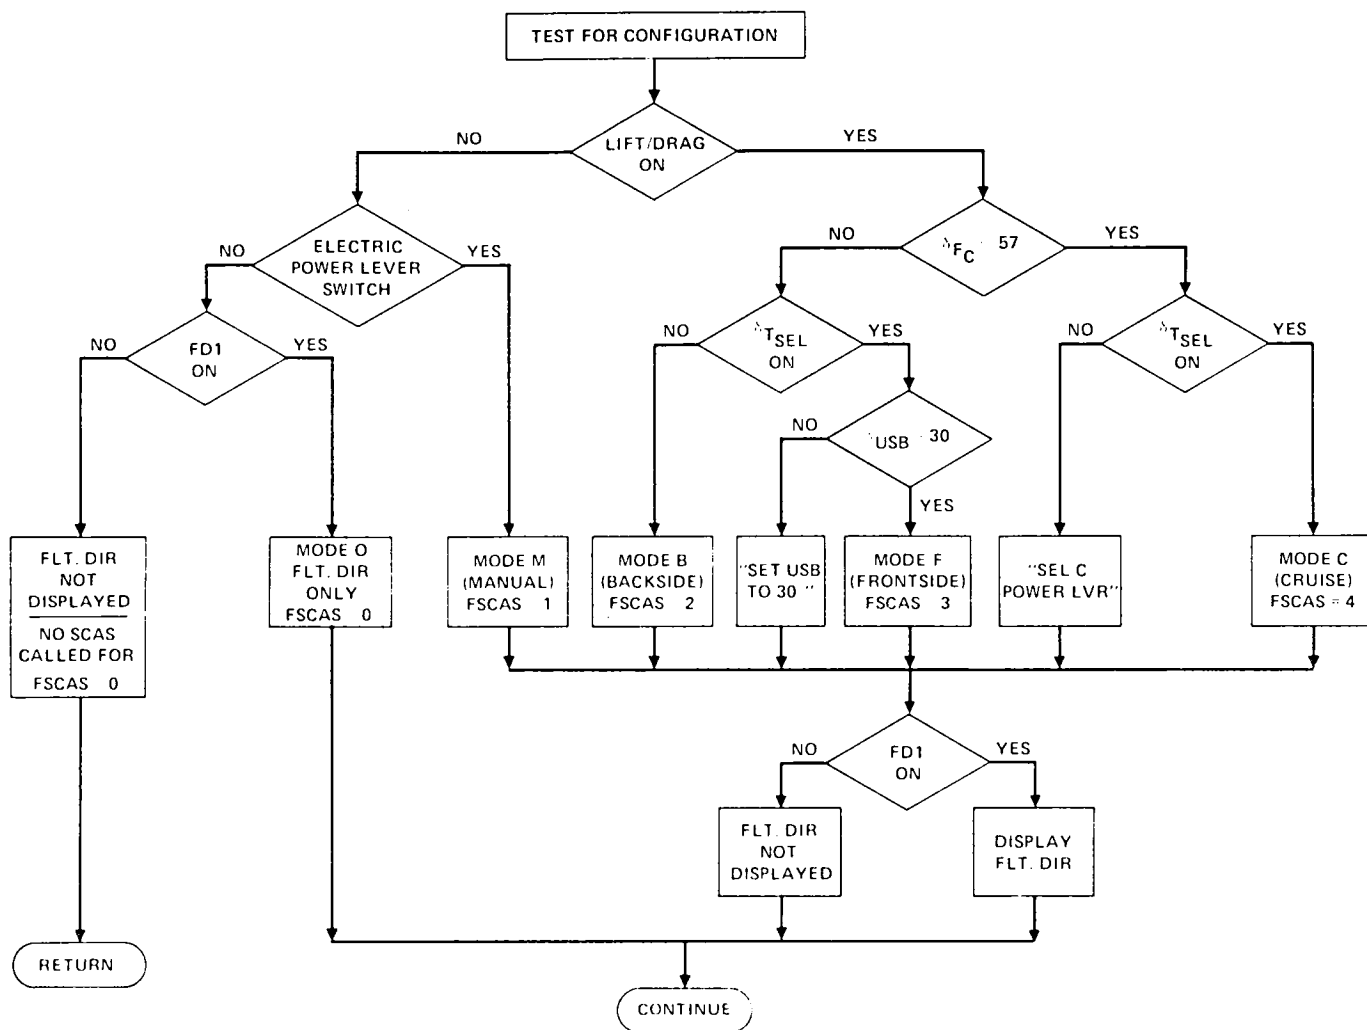 TEST FOR CONFIGURATION
LIFT/DRAG
ON
NO
YES
ELECTRIC
POWER LEVER
SWITCH
NO
YES
FC 57
NO
YES
FD1
ON
NO
YES
TSEL
ON
NO
YES
TSEL
ON
NO
YES
USB 30
NO
YES
FLT. DIR
NOT
DISPLAYED
NO SCAS
CALLED FOR
FSCAS 0
MODE O
FLT. DIR
ONLY
FSCAS 0
MODE M
(MANUAL)
FSCAS 1
MODE B
(BACKSIDE)
FSCAS 2
"SET USB
TO 30 "
MODE F
(FRONTSIDE)
FSCAS 3
"SEL C
POWER LVR"
MODE C
(CRUISE)
FSCAS = 4
FD1
ON
NO
YES
FLT. DIR
NOT
DISPLAYED
DISPLAY
FLT. DIR
RETURN
CONTINUE